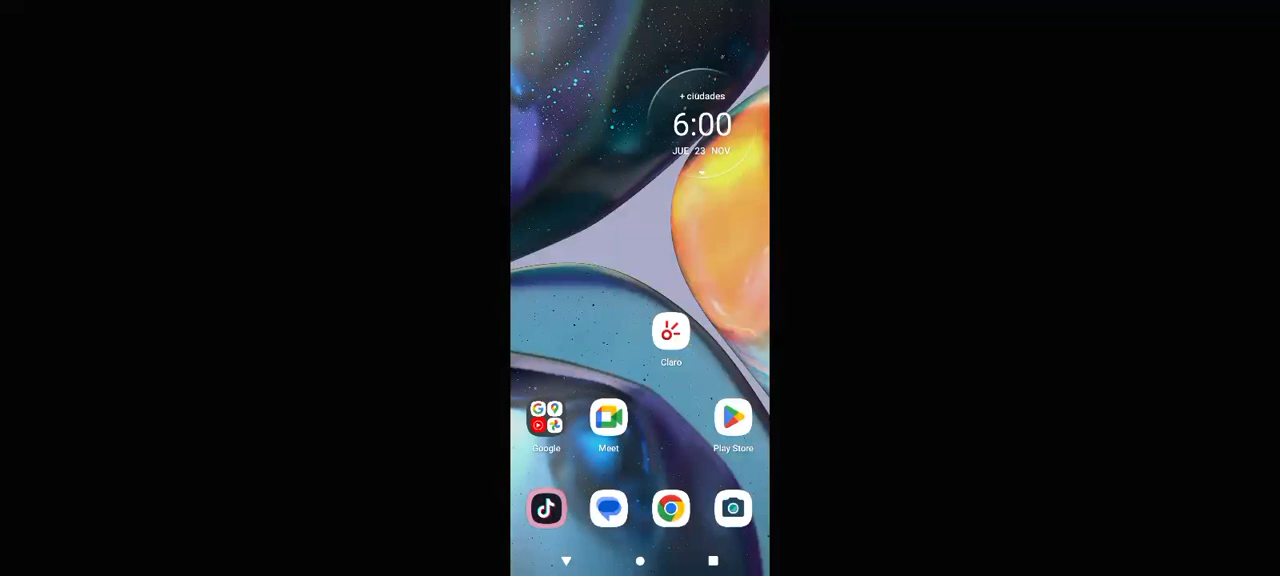 + ciudades
6:00
JUE 23 NOV
Claro
Google
Meet
Play Store